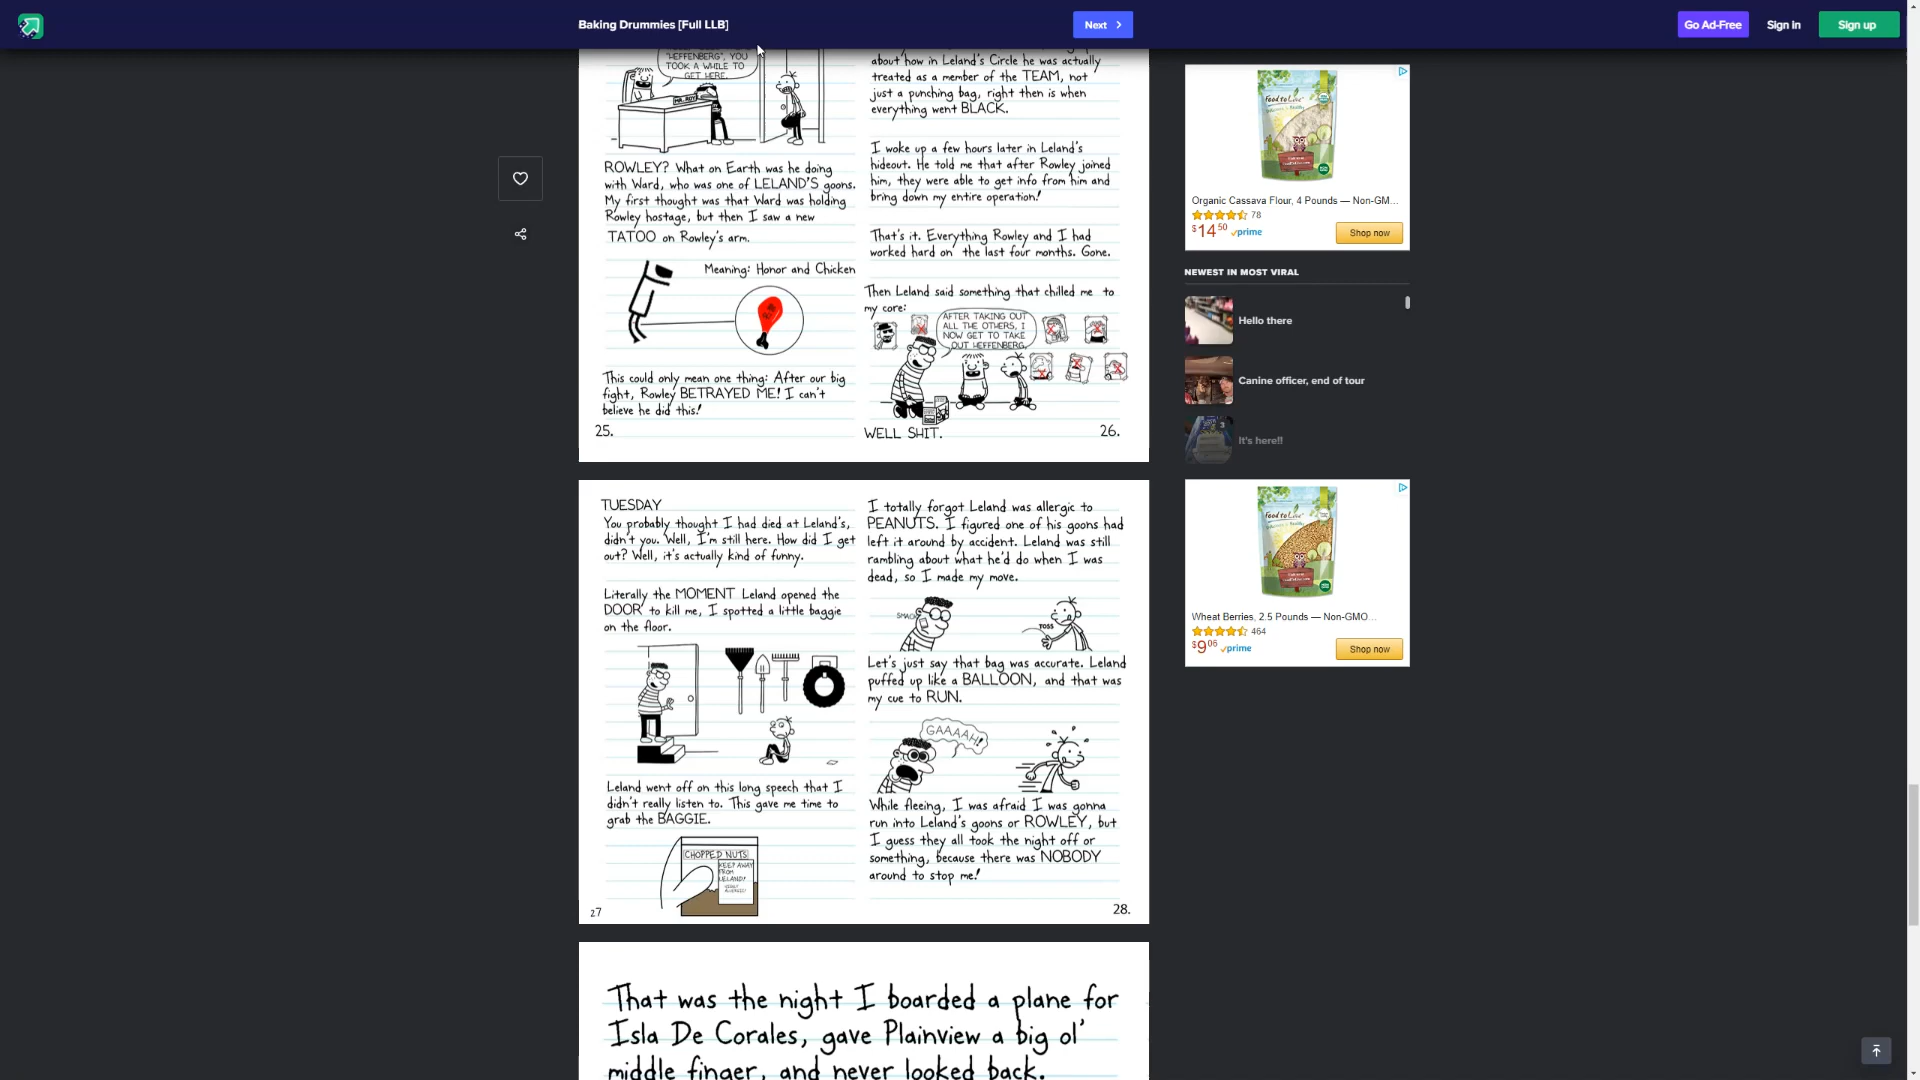 Baking Drummies [Full LLB]
Next
Go Ad-Free
Sign in
Sign up
"HEFFENBERG", YOU
TOOK A WHILE TO
GET HERE.
MR. ROY
ROWLEY? What on Earth was he doing
with Ward, who was one of LELAND'S goons.
My first thought was that Ward was holding
Rowley hostage, but then I saw a new
TATOO on Rowley's arm.
Meaning: Honor and Chicken
This could only mean one thing: After our big
fight, Rowley BETRAYED ME! I can't
believe he did this!
25.
about how in Leland's Circle he was actually
treated as a member of the TEAM, not
just a punching bag, right then is when
everything went BLACK.
I woke up a few hours later in Leland's
hideout. He told me that after Rowley joined
him, they were able to get info from him and
bring down my entire operation!
That's it. Everything Rowley and I had
worked hard on the last four months. Gone.
Then Leland said something that chilled me to
my core:
AFTER TAKING OUT
ALL THE OTHERS, I
NOW GET TO TAKE
OUT HEFFENBERG.
WELL SHIT.
26.
TUESDAY
You probably thought I had died at Leland's,
didn't you. Well, I'm still here. How did I get
out? Well, it's actually kind of funny.
Literally the MOMENT Leland opened the
DOOR to kill me, I spotted a little baggie
on the floor.
Leland went off on this long speech that I
didn't really listen to. This gave me time to
grab the BAGGIE.
CHOPPED NUTS
KEEP AWAY
FROM
LELAND!
27
I totally forgot Leland was allergic to
PEANUTS. I figured one of his goons had
left it around by accident. Leland was still
rambling about what he'd do when I was
dead, so I made my move.
SMACK
TOSS
Let's just say that bag was accurate. Leland
puffed up like a BALLOON, and that was
my cue to RUN.
GAAAAH!
While fleeing, I was afraid I was gonna
run into Leland's goons or ROWLEY, but
I guess they all took the night off or
something, because there was NOBODY
around to stop me!
28.
That was the night I boarded a plane for
Isla De Corales, gave Plainview a big ol'
middle finger, and never looked back.
Food to Live
Organic Cassava Flour, 4 Pounds — Non-GM...
78
$14 50 prime
Shop now
NEWEST IN MOST VIRAL
Hello there
Canine officer, end of tour
3
It's here!!
Food to Live
Wheat Berries, 2.5 Pounds — Non-GMO...
464
$9 06 prime
Shop now